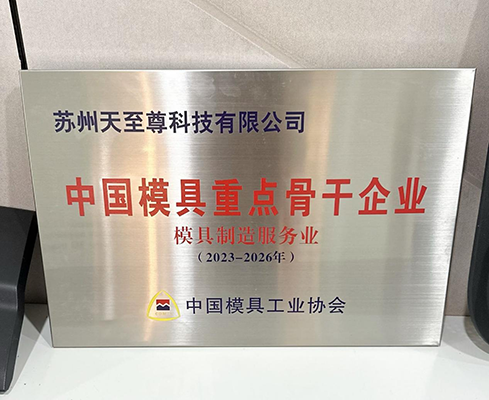 苏州天至尊科技有限公司
中国模具重点骨干企业
模具制造服务业
（2023-2026年）
中国模具工业协会